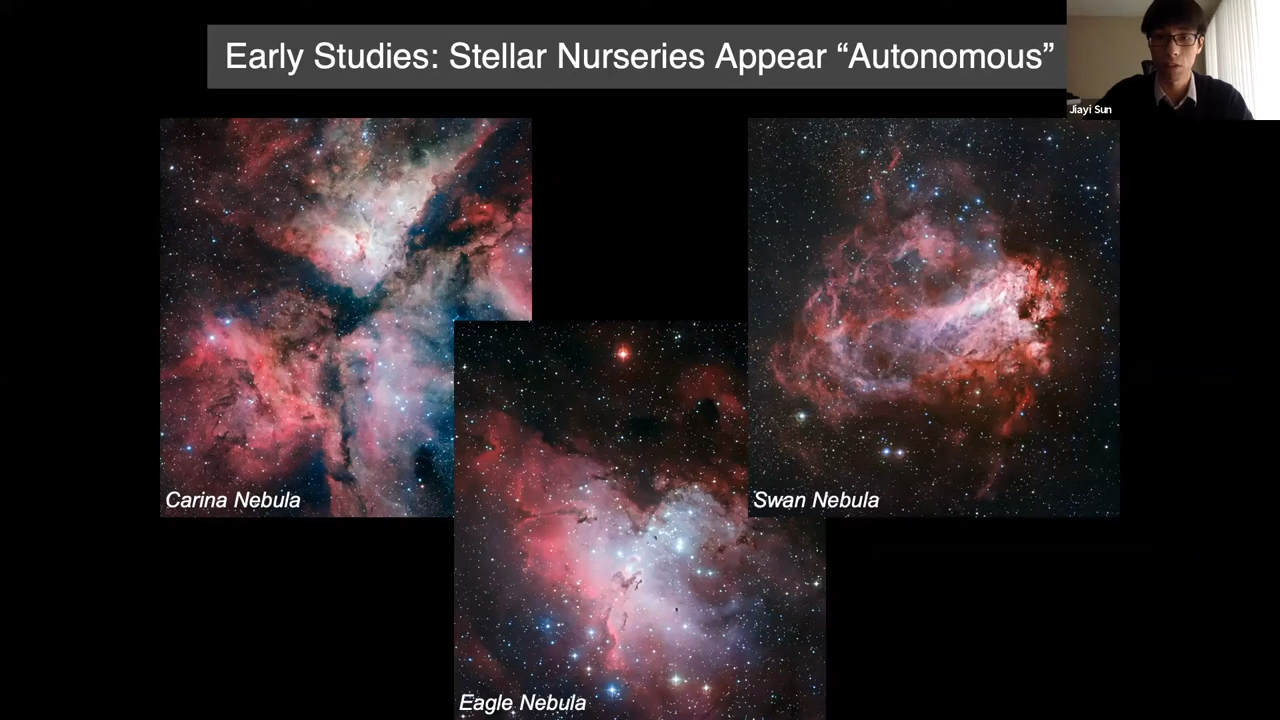 Early Studies: Stellar Nurseries Appear “Autonomous”
Jiayi Sun
Carina Nebula
Swan Nebula
Eagle Nebula